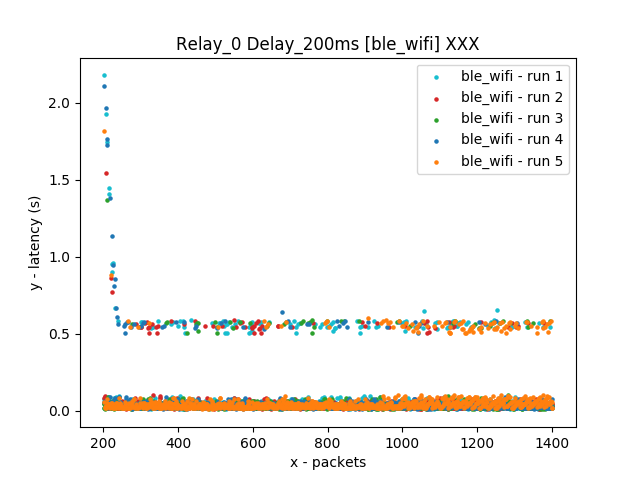 Relay_0 Delay_200ms [ble_wifi] XXX
ble_wifi - run 1
ble_wifi - run 2
ble_wifi - run 3
ble_wifi - run 4
ble_wifi - run 5
y - latency (s)
2.0
1.5
1.0
0.5
0.0
200 400 600 800 1000 1200 1400
x - packets